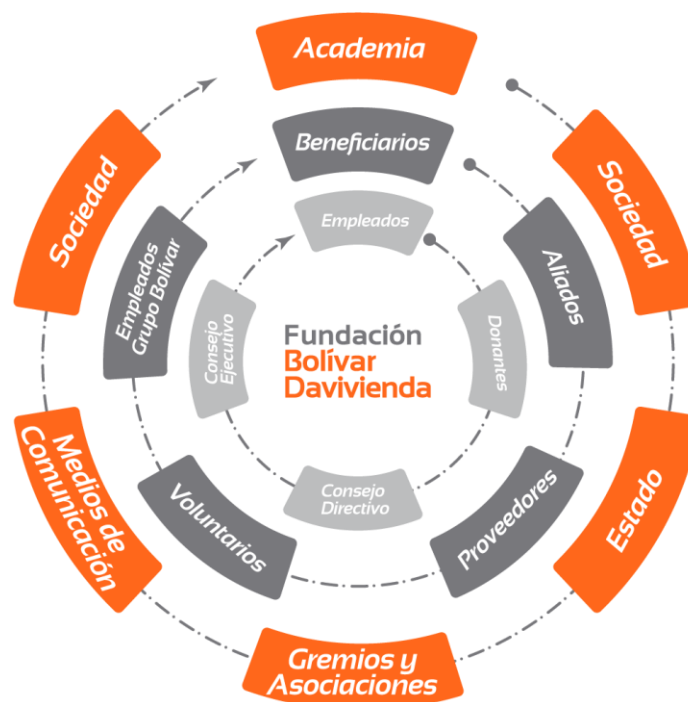 Academia
Sociedad
Estado
Gremios y
Asociaciones
Medios de
Comunicación
Sociedad
Beneficiarios
Aliados
Proveedores
Voluntarios
Empleados
Grupo Bolívar
Empleados
Donantes
Consejo
Directivo
Consejo
Ejecutivo
Fundación
Bolívar
Davivienda